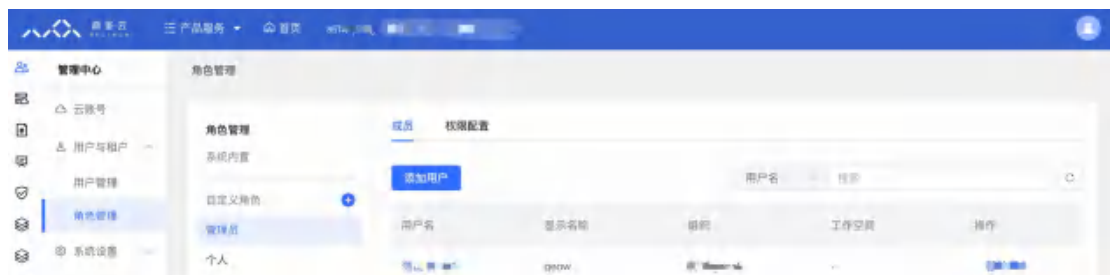 产品服务 首页
管理中心
云账号
用户与租户
用户管理
角色管理
系统设置
角色管理
角色管理
系统内置
自定义角色
管理员
个人
成员 权限配置
添加用户
用户名 搜索
用户名 显示名称 组织 工作空间 操作